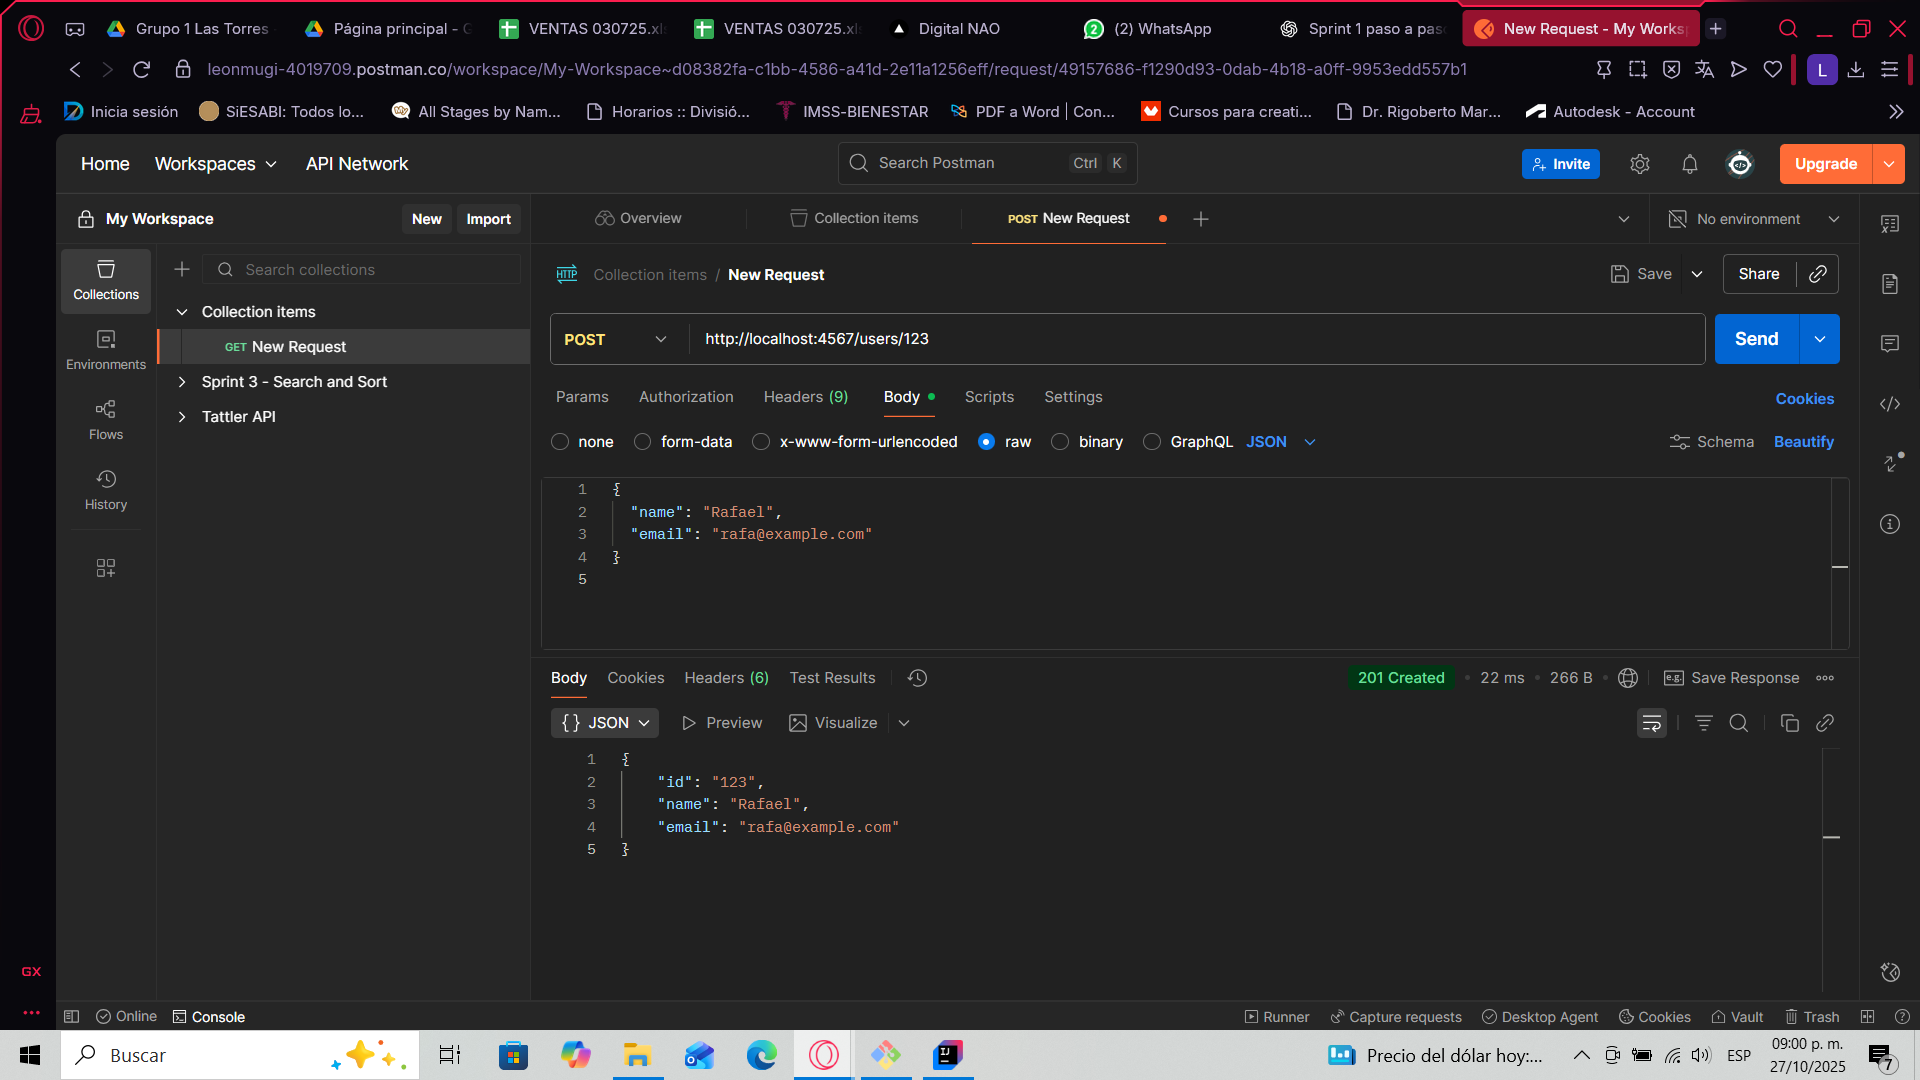 Grupo 1 Las Torres
Página principal - G
VENTAS 030725.xls
VENTAS 030725.xls
Digital NAO
(2) WhatsApp
Sprint 1 paso a paso
New Request - My Works
leonmugi-4019709.postman.co/workspace/My-Workspace~d08382fa-c1bb-4586-a41d-2e11a1256eff/request/49157686-f1290d93-0dab-4b18-a0ff-9953edd557b1
L
Inicia sesión
SiESABI: Todos lo...
All Stages by Nam...
Horarios :: Divisió...
IMSS-BIENESTAR
PDF a Word | Con...
Cursos para creati...
Dr. Rigoberto Mar...
Autodesk - Account
Home
Workspaces
API Network
Search Postman
Ctrl K
Invite
Upgrade
My Workspace
New
Import
Overview
Collection items
POST New Request
No environment
Collections
Environments
Flows
History
Search collections
Collection items
GET New Request
Sprint 3 - Search and Sort
Tattler API
HTTP
Collection items / New Request
Save
Share
POST
http://localhost:4567/users/123
Send
Params
Authorization
Headers (9)
Body
Scripts
Settings
Cookies
none
form-data
x-www-form-urlencoded
raw
binary
GraphQL
JSON
Schema
Beautify
1 {
2 "name": "Rafael",
3 "email": "rafa@example.com"
4 }
5
Body
Cookies
Headers (6)
Test Results
201 Created
22 ms
266 B
e.g.
Save Response
{} JSON
Preview
Visualize
1 {
2 "id": "123",
3 "name": "Rafael",
4 "email": "rafa@example.com"
5 }
GX
Online
Console
Runner
Capture requests
Desktop Agent
Cookies
Vault
Trash
Buscar
Precio del dólar hoy:...
ESP
09:00 p. m.
27/10/2025
7